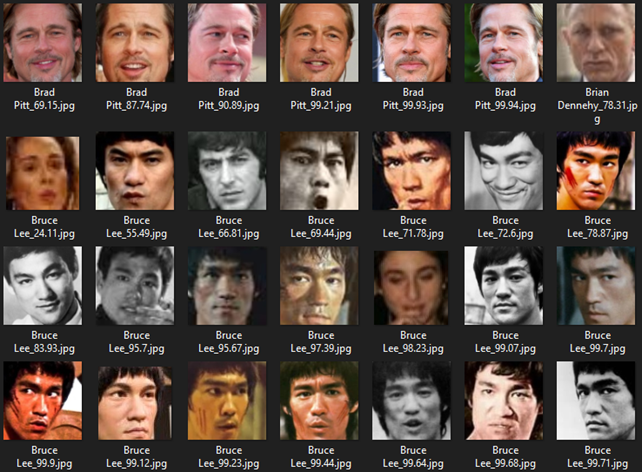 Brad
Pitt_69.15.jpg
Brad
Pitt_87.74.jpg
Brad
Pitt_90.89.jpg
Brad
Pitt_99.21.jpg
Brad
Pitt_99.93.jpg
Brad
Pitt_99.94.jpg
Brian
Dennehy_78.31.jp
g
Bruce
Lee_24.11.jpg
Bruce
Lee_55.49.jpg
Bruce
Lee_66.81.jpg
Bruce
Lee_69.44.jpg
Bruce
Lee_71.78.jpg
Bruce
Lee_72.6.jpg
Bruce
Lee_78.87.jpg
Bruce
Lee_83.93.jpg
Bruce
Lee_95.7.jpg
Bruce
Lee_95.67.jpg
Bruce
Lee_97.39.jpg
Bruce
Lee_98.23.jpg
Bruce
Lee_99.07.jpg
Bruce
Lee_99.7.jpg
Bruce
Lee_99.9.jpg
Bruce
Lee_99.12.jpg
Bruce
Lee_99.23.jpg
Bruce
Lee_99.44.jpg
Bruce
Lee_99.64.jpg
Bruce
Lee_99.68.jpg
Bruce
Lee_99.71.jpg